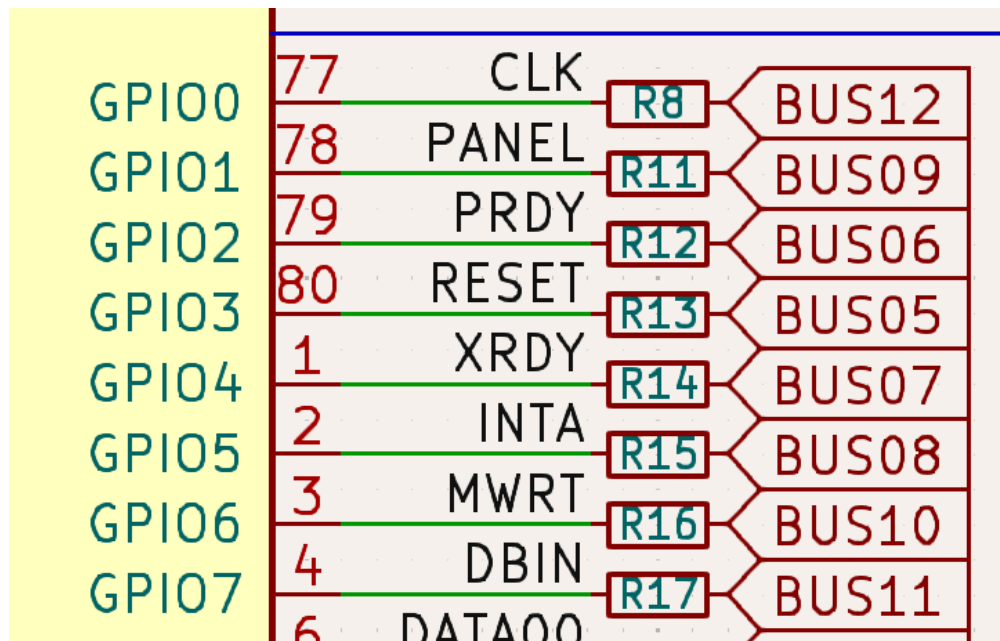 77 CLK
GPIO0 R8 BUS12
78 PANEL
GPIO1 R11 BUS09
79 PRDY
GPIO2 R12 BUS06
80 RESET
GPIO3 R13 BUS05
1 XRDY
GPIO4 R14 BUS07
2 INTA
GPIO5 R15 BUS08
3 MWRT
GPIO6 R16 BUS10
4 DBIN
GPIO7 R17 BUS11
6 DATA00